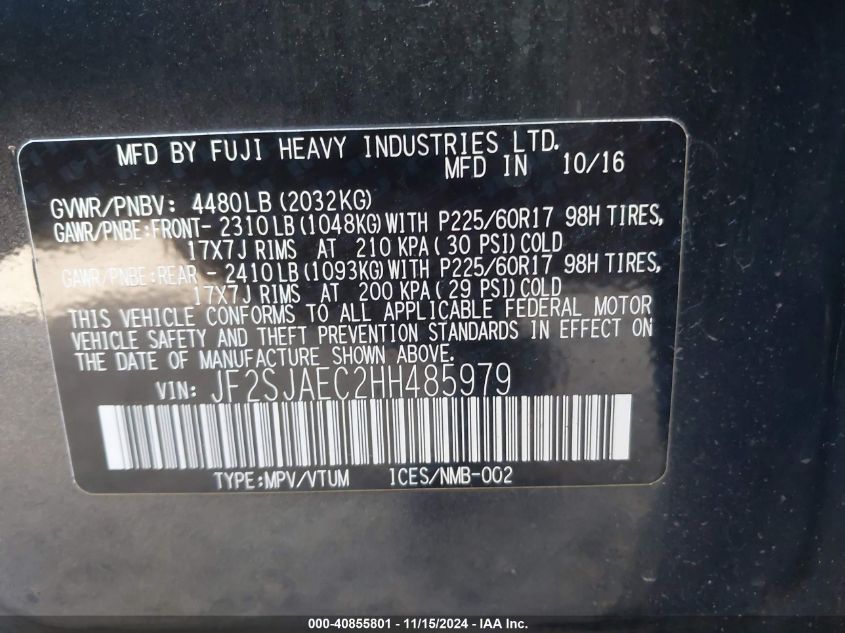 MFD BY FUJI HEAVY INDUSTRIES LTD.
MFD IN 10/16
GVWR/PNBV: 4480LB (2032KG)
GAWR/PNBE:FRONT- 2310LB (1048KG) WITH P225/60R17 98H TIRES,
17X7J RIMS AT 210 KPA ( 30 PSI) COLD
GAWR/PNBE:REAR - 2410LB (1093KG) WITH P225/60R17 98H TIRES,
17X7J RIMS AT 200 KPA ( 29 PSI) COLD
THIS VEHICLE CONFORMS TO ALL APPLICABLE FEDERAL MOTOR
VEHICLE SAFETY AND THEFT PREVENTION STANDARDS IN EFFECT ON
THE DATE OF MANUFACTURE SHOWN ABOVE.
VIN: JF2SJAEC2HH485979
TYPE:MPV/VTUM ICES/NMB-002
000-40855801 - 11/15/2024 - IAA Inc.